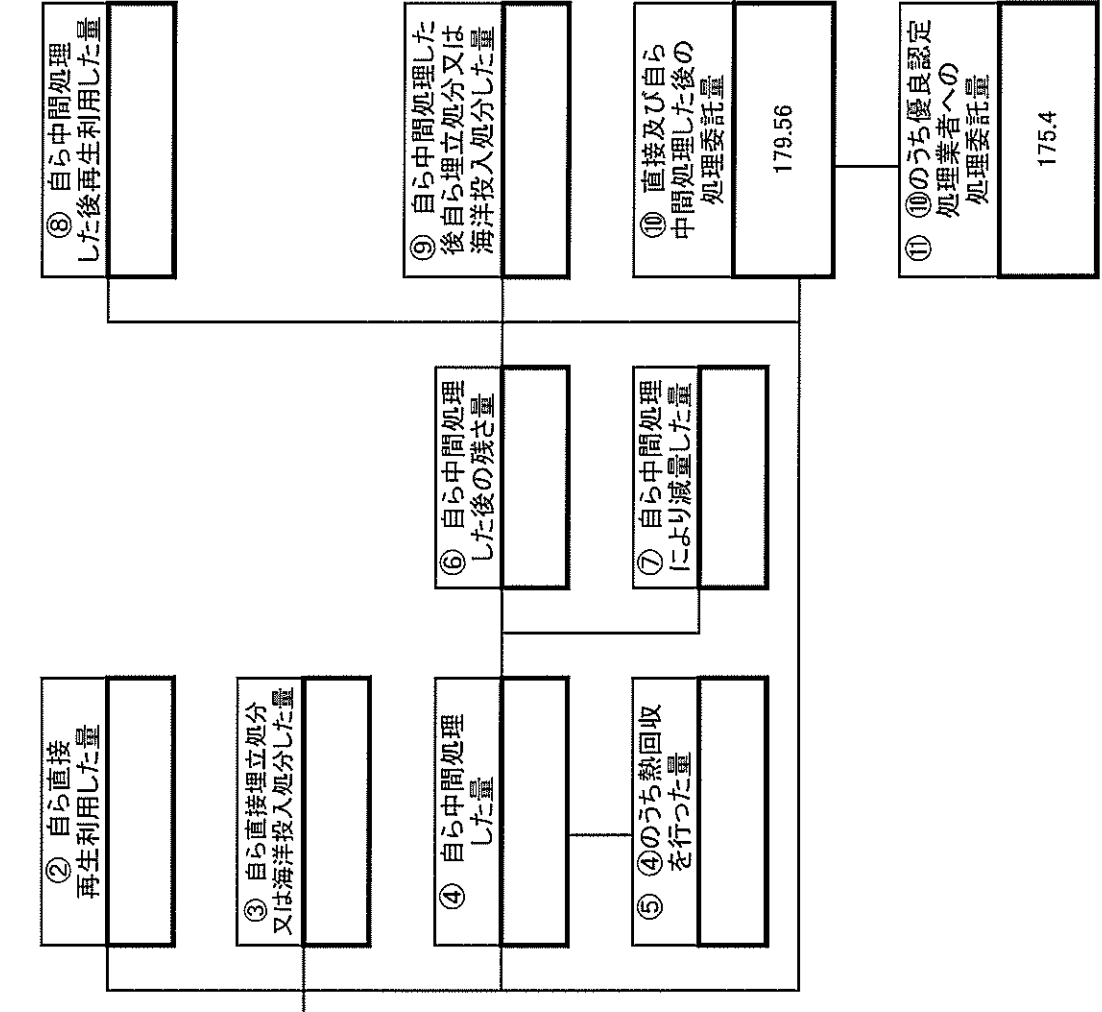 ② 自ら直接
再生利用した量
③ 自ら直接埋立処分
又は海洋投入処分した量
④ 自ら中間処理
した量
⑤ ④のうち熱回収
を行った量
⑥ 自ら中間処理
した後の残さ量
⑦ 自ら中間処理
により減量した量
⑧ 自ら中間処理
した後再生利用した量
⑨ 自ら中間処理した
後自ら埋立処分又は
海洋投入処分した量
⑩ 直接及び自ら
中間処理した後の
処理委託量
179.56
⑪ ⑩のうち優良認定
処理業者への
処理委託量
175.4